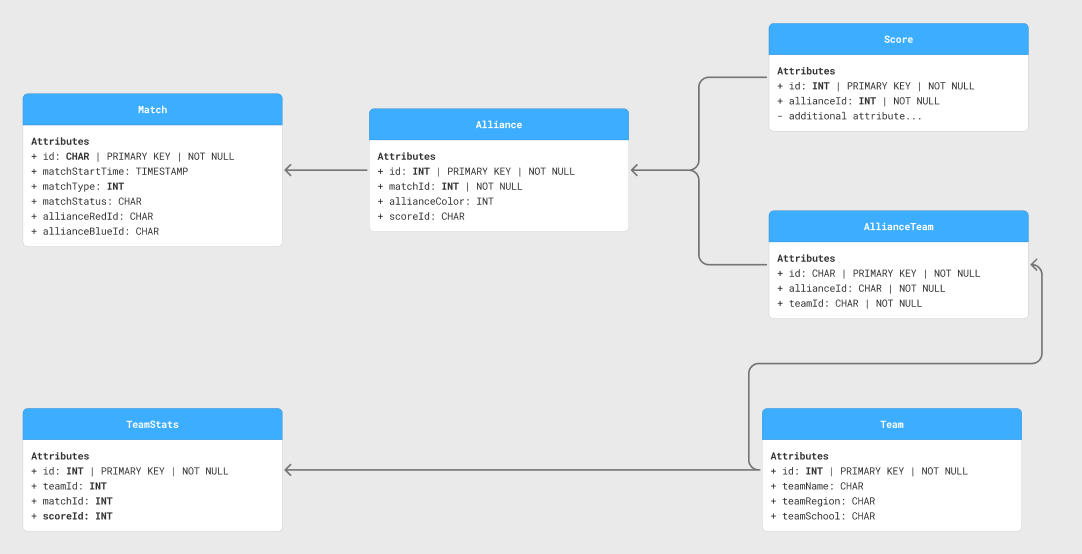 Match
Attributes
+ id: CHAR | PRIMARY KEY | NOT NULL
+ matchStartTime: TIMESTAMP
+ matchType: INT
+ matchStatus: CHAR
+ allianceRedId: CHAR
+ allianceBlueId: CHAR
Alliance
Attributes
+ id: INT | PRIMARY KEY | NOT NULL
+ matchId: INT | NOT NULL
+ allianceColor: INT
+ scoreId: CHAR
Score
Attributes
+ id: INT | PRIMARY KEY | NOT NULL
+ allianceId: INT | NOT NULL
- additional attribute...
AllianceTeam
Attributes
+ id: CHAR | PRIMARY KEY | NOT NULL
+ allianceId: CHAR | NOT NULL
+ teamId: CHAR | NOT NULL
TeamStats
Attributes
+ id: INT | PRIMARY KEY | NOT NULL
+ teamId: INT
+ matchId: INT
+ scoreId: INT
Team
Attributes
+ id: INT | PRIMARY KEY | NOT NULL
+ teamName: CHAR
+ teamRegion: CHAR
+ teamSchool: CHAR